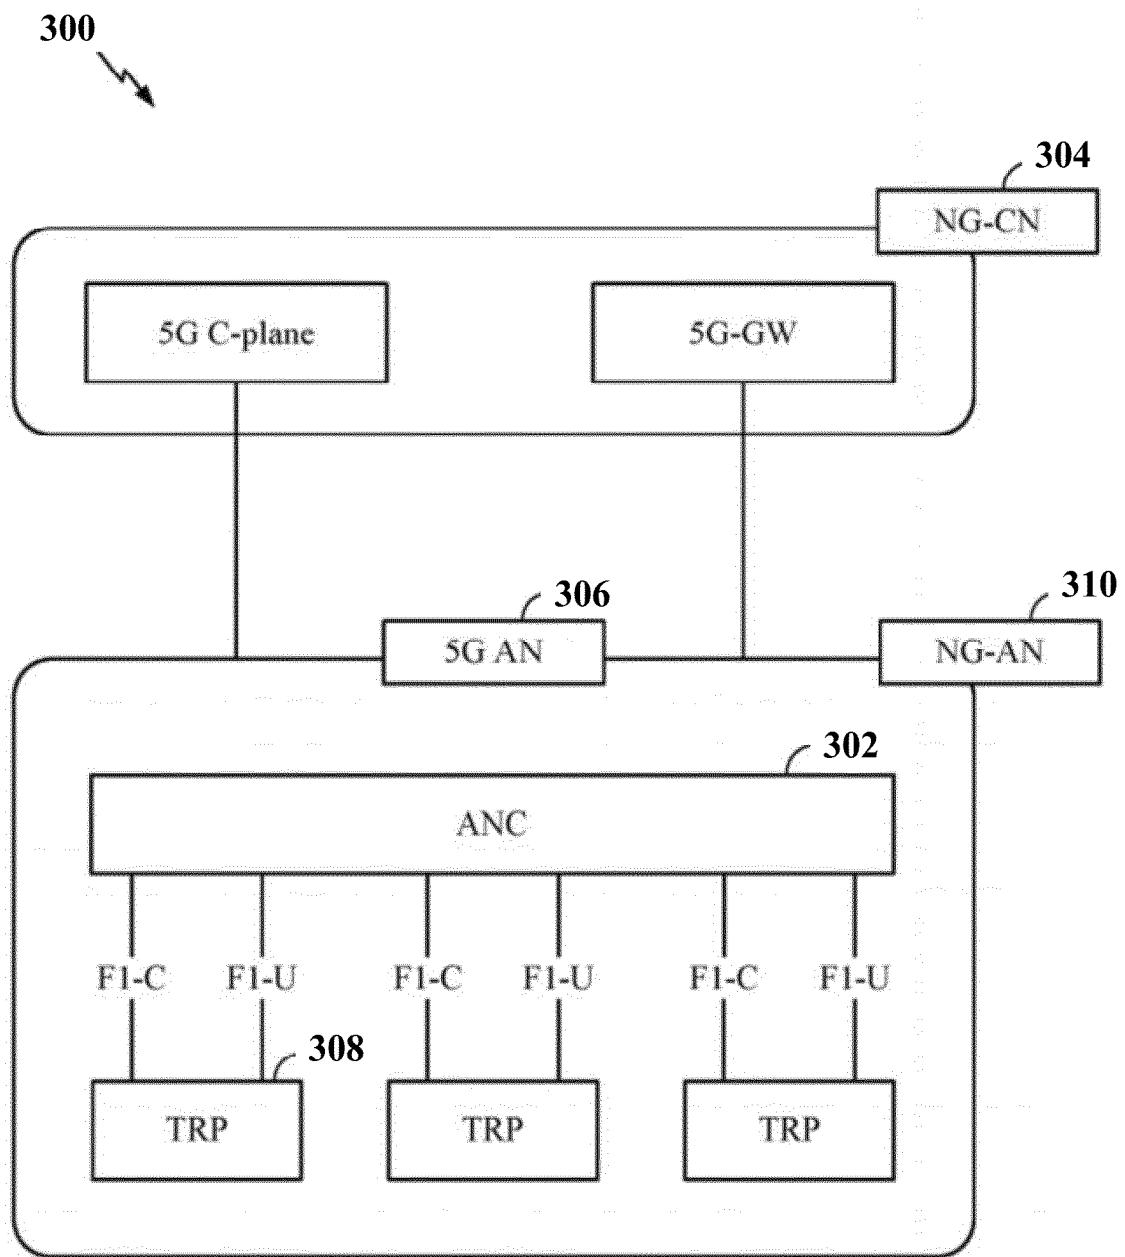 300
304
NG-CN
5G C-plane
5G-GW
306
310
5G AN
NG-AN
302
ANC
F1-C
F1-U
F1-C
F1-U
F1-C
F1-U
308
TRP
TRP
TRP